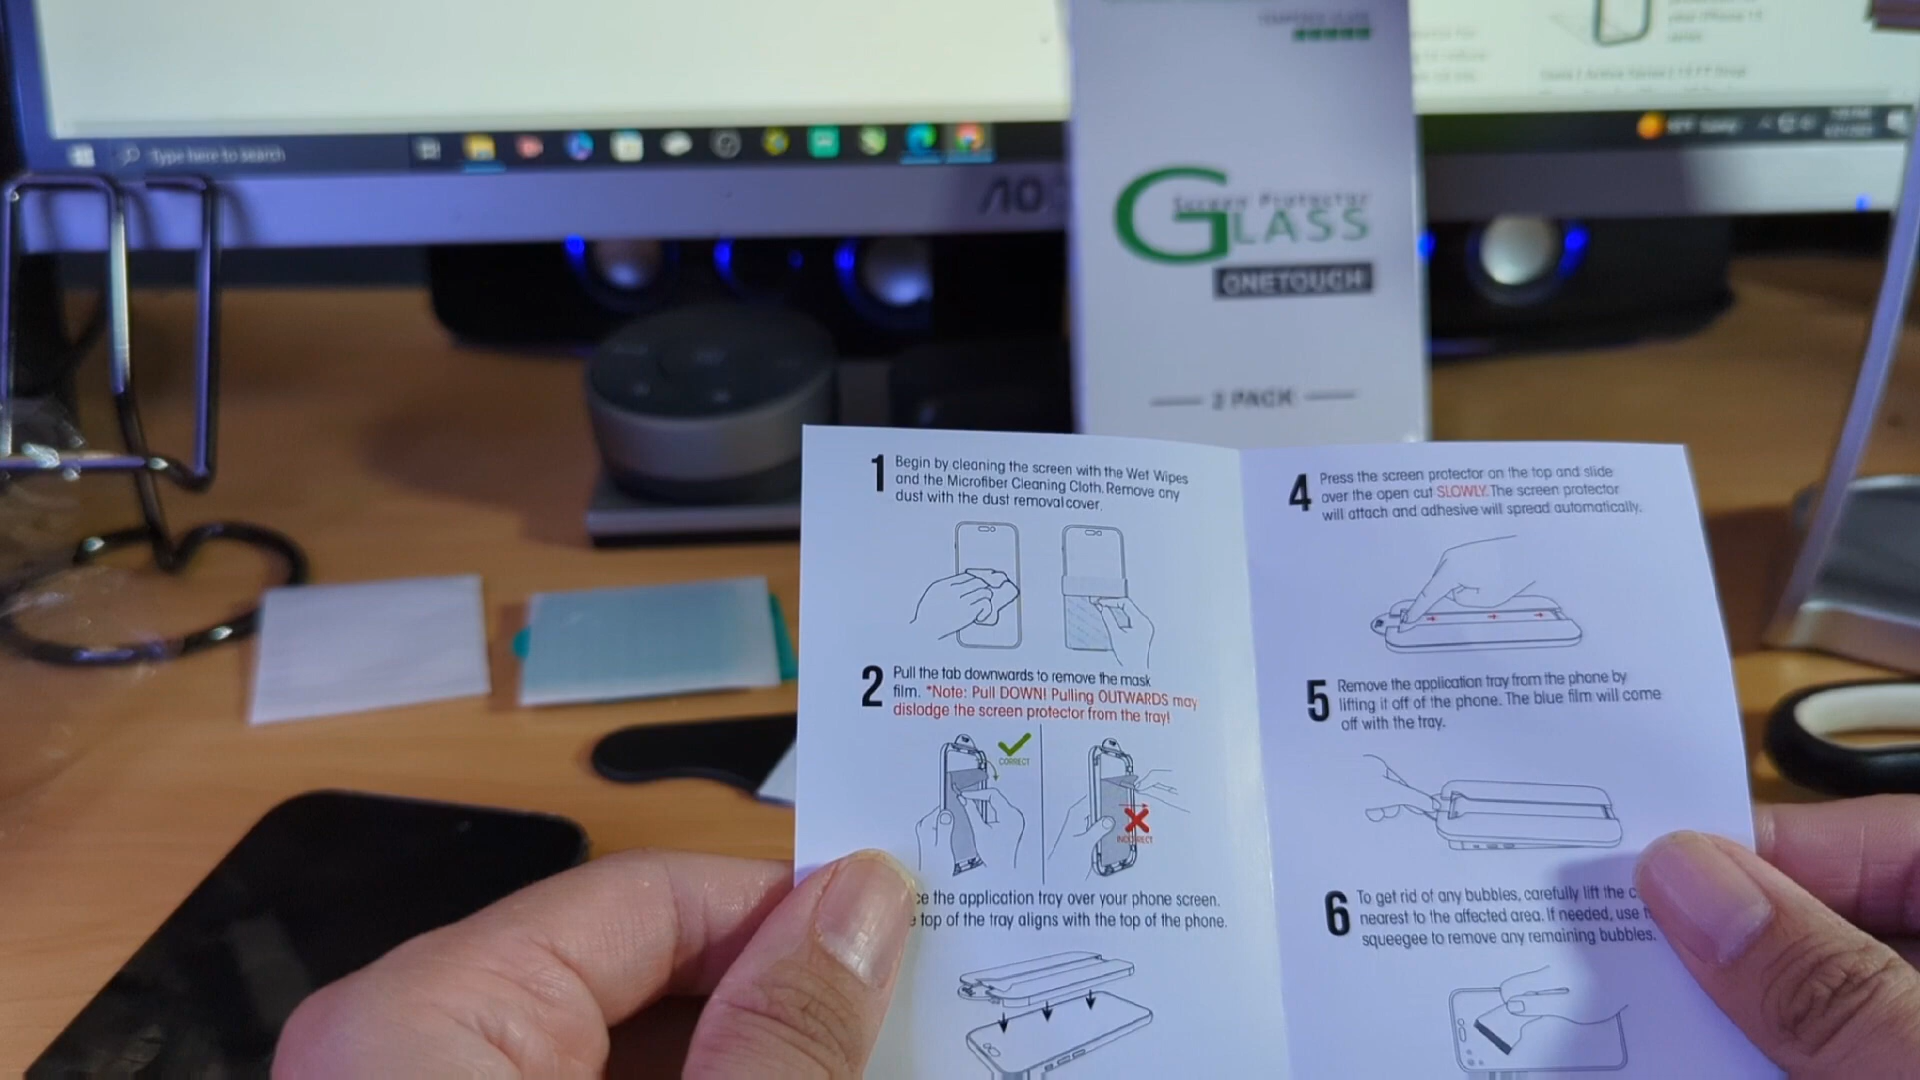 Type here to search
AO
Screen Protector
GLASS
ONETOUCH
2 PACK
1 Begin by cleaning the screen with the Wet Wipes
and the Microfiber Cleaning Cloth. Remove any
dust with the dust removal cover.
2 Pull the tab downwards to remove the mask
film. *Note: Pull DOWN! Pulling OUTWARDS may
dislodge the screen protector from the tray!
CORRECT
INCORRECT
the application tray over your phone screen.
top of the tray aligns with the top of the phone.
4 Press the screen protector on the top and slide
over the open cut SLOWLY. The screen protector
will attach and adhesive will spread automatically.
5 Remove the application tray from the phone by
lifting it off of the phone. The blue film will come
off with the tray.
6 To get rid of any bubbles, carefully lift the
nearest to the affected area. If needed, use
squeegee to remove any remaining bubbles.